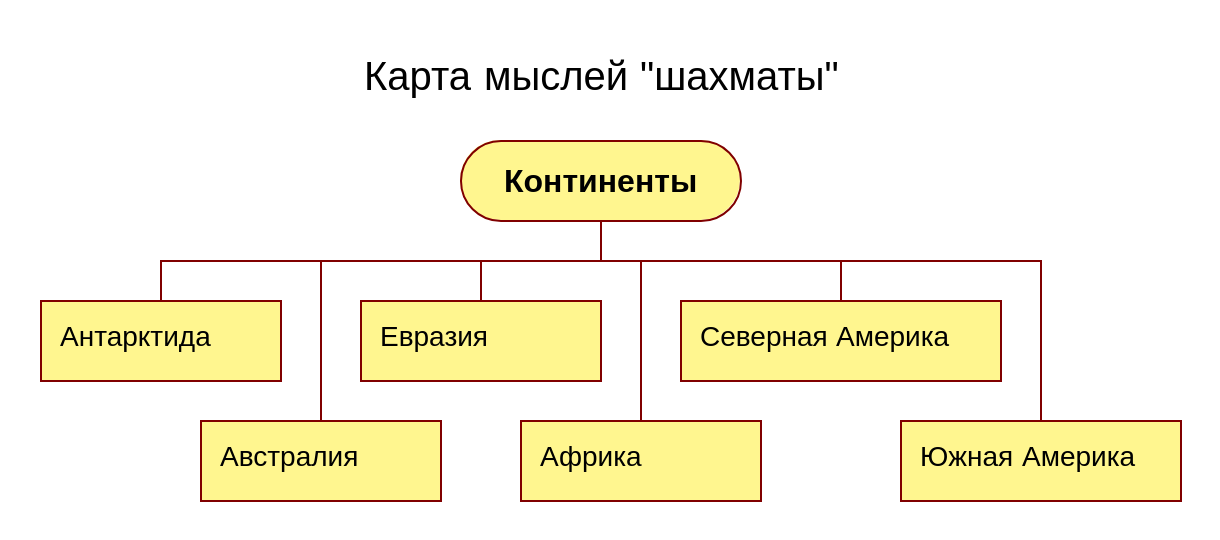 Карта мыслей "шахматы"
Континенты
Антарктида
Евразия
Северная Америка
Австралия
Африка
Южная Америка